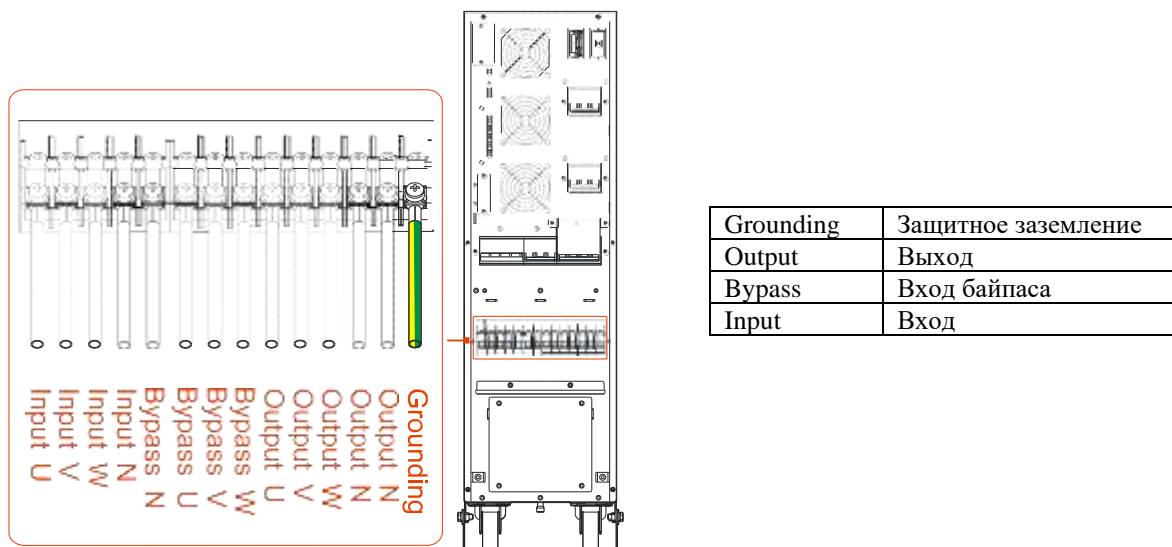 Input U
Input V
Input W
Input N
Bypass N
Bypass U
Bypass V
Bypass W
Output U
Output V
Output W
Output N
Output N
Grounding
Grounding Защитное заземление
Output Выход
Bypass Вход байпаса
Input Вход